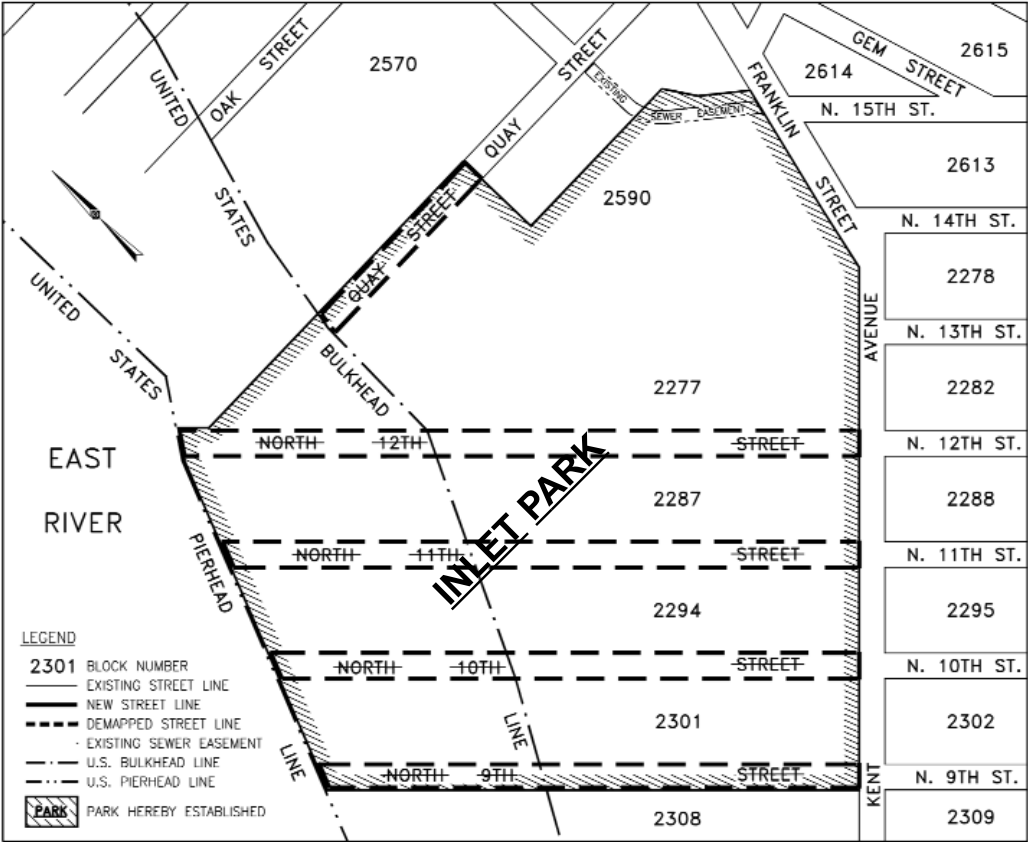 2570
2615
2614
GEM STREET
OAK STREET
QUAY STREET
UNITED STATES BULKHEAD LINE
EXISTING SEWER EASEMENT
FRANKLIN STREET
N. 15TH ST.
2613
2590
QUAY STREET
N. 14TH ST.
2278
UNITED STATES PIERHEAD LINE
N. 13TH ST.
2277
2282
KENT AVENUE
NORTH 12TH STREET
N. 12TH ST.
EAST
RIVER
INLET PARK
2287
2288
NORTH 11TH STREET
N. 11TH ST.
2294
2295
NORTH 10TH STREET
N. 10TH ST.
2301
2302
NORTH 9TH STREET
N. 9TH ST.
2308
2309
LEGEND
2301 BLOCK NUMBER
EXISTING STREET LINE
NEW STREET LINE
DEMAPPED STREET LINE
EXISTING SEWER EASEMENT
U.S. BULKHEAD LINE
U.S. PIERHEAD LINE
PARK PARK HEREBY ESTABLISHED